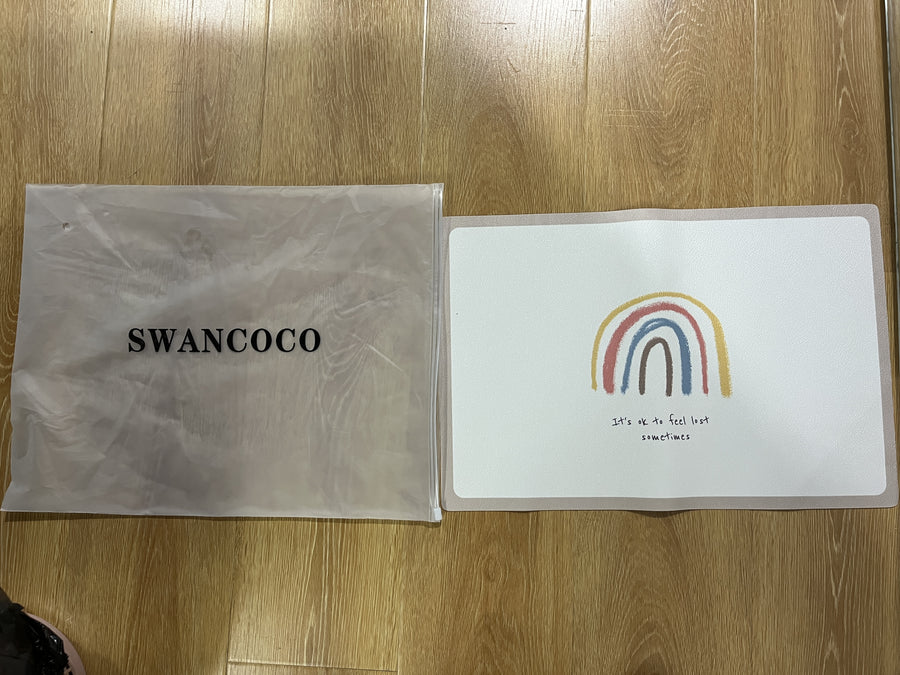 SWANCOCO
It's ok to feel lost
sometimes